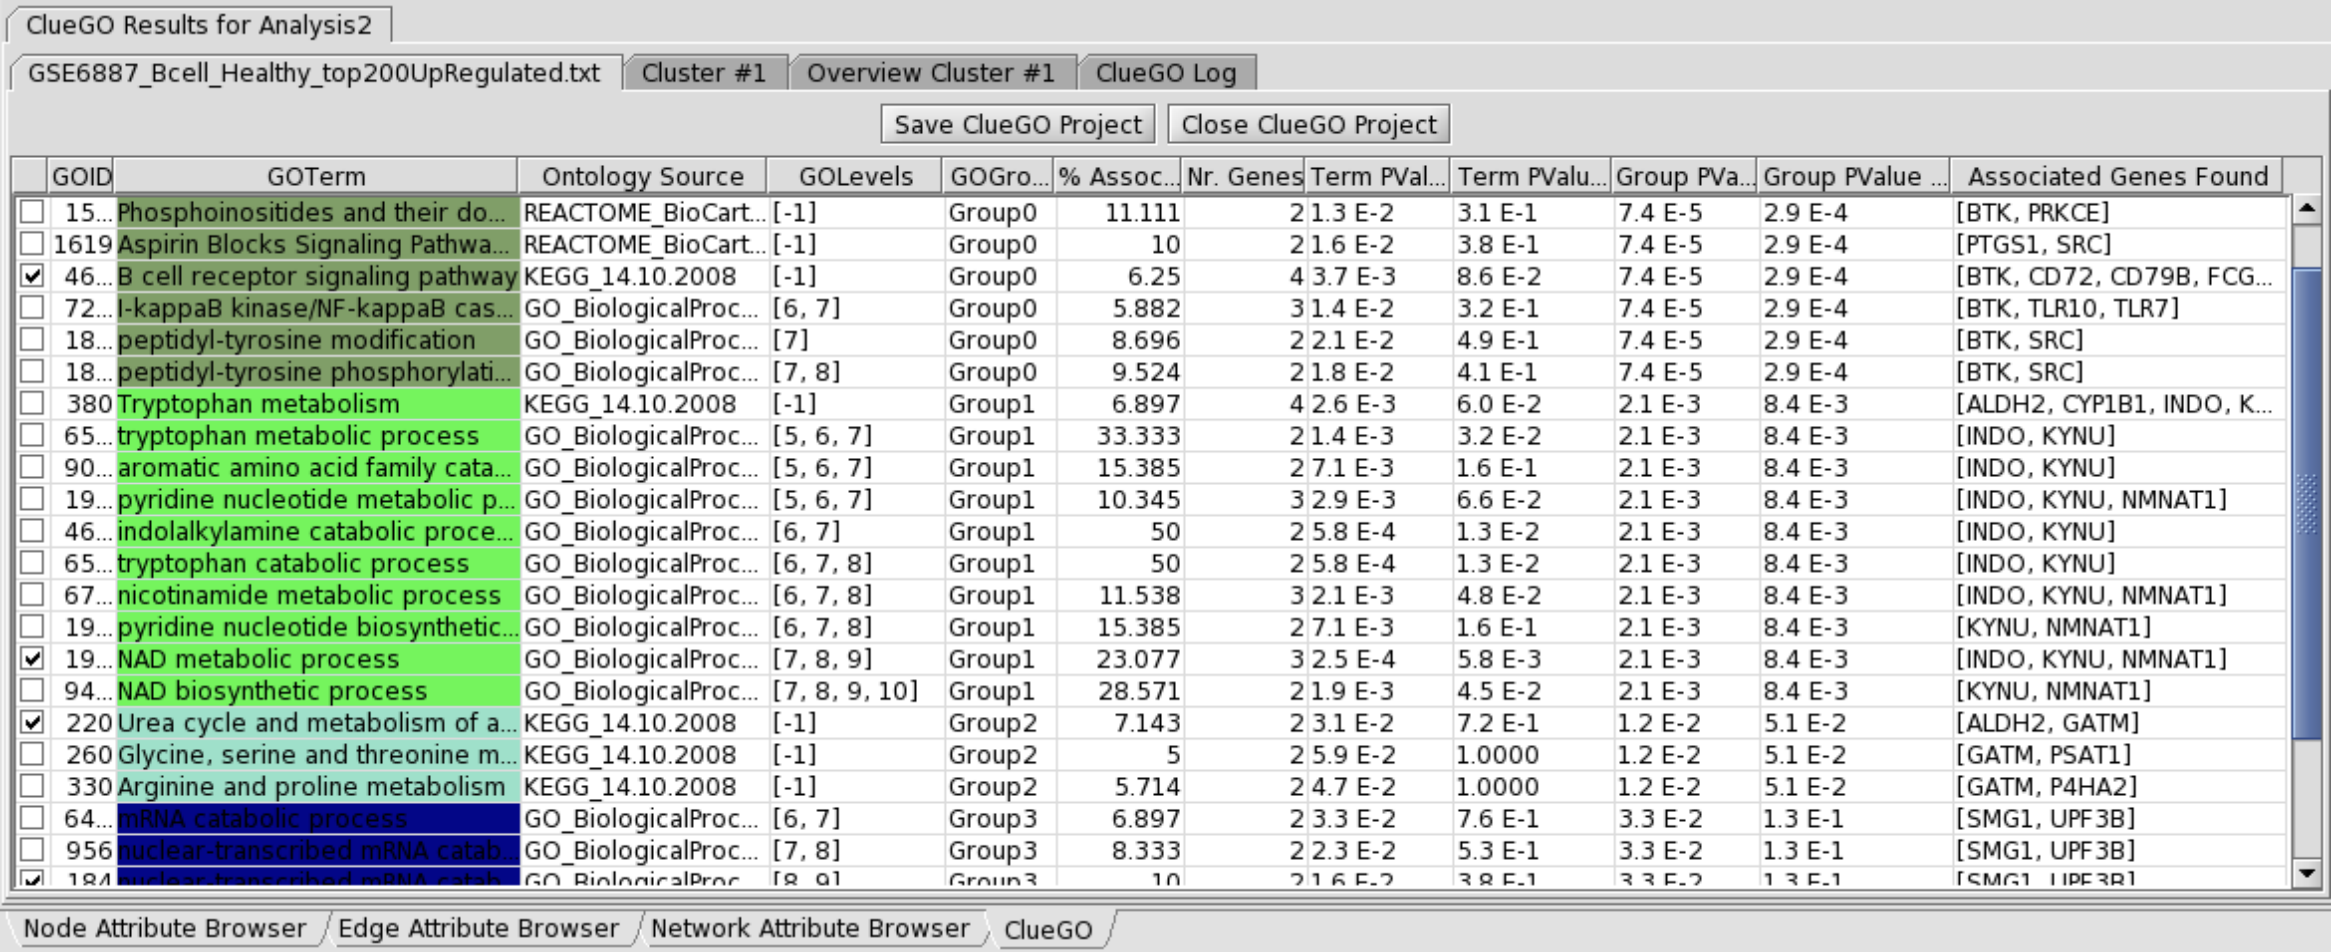 ClueGO Results for Analysis2
GSE6887_Bcell_Healthy_top200UpRegulated.txt Cluster #1 Overview Cluster #1 ClueGO Log
Save ClueGO Project Close ClueGO Project
GOID GOTerm Ontology Source GOLevels GOGro... % Assoc... Nr. Genes Term PVal... Term PValu... Group PVa... Group PValue ... Associated Genes Found
15... Phosphoinositides and their do... REACTOME_BioCart... [-1] Group0 11.111 2 1.3 E-2 3.1 E-1 7.4 E-5 2.9 E-4 [BTK, PRKCE]
1619 Aspirin Blocks Signaling Pathwa... REACTOME_BioCart... [-1] Group0 10 2 1.6 E-2 3.8 E-1 7.4 E-5 2.9 E-4 [PTGS1, SRC]
46... B cell receptor signaling pathway KEGG_14.10.2008 [-1] Group0 6.25 4 3.7 E-3 8.6 E-2 7.4 E-5 2.9 E-4 [BTK, CD72, CD79B, FCG...
72... I-kappaB kinase/NF-kappaB cas... GO_BiologicalProc... [6, 7] Group0 5.882 3 1.4 E-2 3.2 E-1 7.4 E-5 2.9 E-4 [BTK, TLR10, TLR7]
18... peptidyl-tyrosine modification GO_BiologicalProc... [7] Group0 8.696 2 2.1 E-2 4.9 E-1 7.4 E-5 2.9 E-4 [BTK, SRC]
18... peptidyl-tyrosine phosphorylati... GO_BiologicalProc... [7, 8] Group0 9.524 2 1.8 E-2 4.1 E-1 7.4 E-5 2.9 E-4 [BTK, SRC]
380 Tryptophan metabolism KEGG_14.10.2008 [-1] Group1 6.897 4 2.6 E-3 6.0 E-2 2.1 E-3 8.4 E-3 [ALDH2, CYP1B1, INDO, K...
65... tryptophan metabolic process GO_BiologicalProc... [5, 6, 7] Group1 33.333 2 1.4 E-3 3.2 E-2 2.1 E-3 8.4 E-3 [INDO, KYNU]
90... aromatic amino acid family cata... GO_BiologicalProc... [5, 6, 7] Group1 15.385 2 7.1 E-3 1.6 E-1 2.1 E-3 8.4 E-3 [INDO, KYNU]
19... pyridine nucleotide metabolic p... GO_BiologicalProc... [5, 6, 7] Group1 10.345 3 2.9 E-3 6.6 E-2 2.1 E-3 8.4 E-3 [INDO, KYNU, NMNAT1]
46... indolalkylamine catabolic proce... GO_BiologicalProc... [6, 7] Group1 50 2 5.8 E-4 1.3 E-2 2.1 E-3 8.4 E-3 [INDO, KYNU]
65... tryptophan catabolic process GO_BiologicalProc... [6, 7, 8] Group1 50 2 5.8 E-4 1.3 E-2 2.1 E-3 8.4 E-3 [INDO, KYNU]
67... nicotinamide metabolic process GO_BiologicalProc... [6, 7, 8] Group1 11.538 3 2.1 E-3 4.8 E-2 2.1 E-3 8.4 E-3 [INDO, KYNU, NMNAT1]
19... pyridine nucleotide biosynthetic... GO_BiologicalProc... [6, 7, 8] Group1 15.385 2 7.1 E-3 1.6 E-1 2.1 E-3 8.4 E-3 [KYNU, NMNAT1]
19... NAD metabolic process GO_BiologicalProc... [7, 8, 9] Group1 23.077 3 2.5 E-4 5.8 E-3 2.1 E-3 8.4 E-3 [INDO, KYNU, NMNAT1]
94... NAD biosynthetic process GO_BiologicalProc... [7, 8, 9, 10] Group1 28.571 2 1.9 E-3 4.5 E-2 2.1 E-3 8.4 E-3 [KYNU, NMNAT1]
220 Urea cycle and metabolism of a... KEGG_14.10.2008 [-1] Group2 7.143 2 3.1 E-2 7.2 E-1 1.2 E-2 5.1 E-2 [ALDH2, GATM]
260 Glycine, serine and threonine m... KEGG_14.10.2008 [-1] Group2 5 2 5.9 E-2 1.0000 1.2 E-2 5.1 E-2 [GATM, PSAT1]
330 Arginine and proline metabolism KEGG_14.10.2008 [-1] Group2 5.714 2 4.7 E-2 1.0000 1.2 E-2 5.1 E-2 [GATM, P4HA2]
64... mRNA catabolic process GO_BiologicalProc... [6, 7] Group3 6.897 2 3.3 E-2 7.6 E-1 3.3 E-2 1.3 E-1 [SMG1, UPF3B]
956 nuclear-transcribed mRNA catab... GO_BiologicalProc... [7, 8] Group3 8.333 2 2.3 E-2 5.3 E-1 3.3 E-2 1.3 E-1 [SMG1, UPF3B]
184 nuclear-transcribed mRNA catab... GO_BiologicalProc... [8, 9] Group3 10 2 1.6 E-2 3.8 E-1 3.3 E-2 1.3 E-1 [SMG1, UPF3B]
Node Attribute Browser Edge Attribute Browser Network Attribute Browser ClueGO